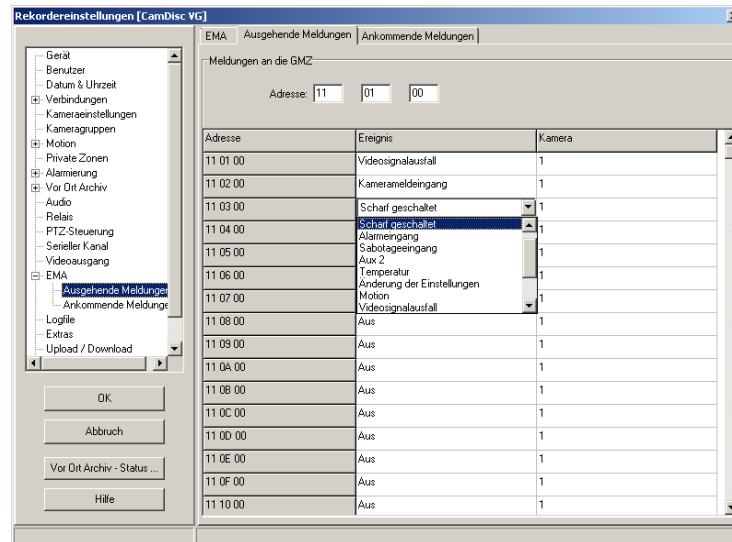 Rekordereinstellungen [CamDisc VG]
Gerät
Benutzer
Datum & Uhrzeit
Verbindungen
Kameraeinstellungen
Kameragruppen
Motion
Private Zonen
Alarmierung
Vor Ort Archiv
Audio
Relais
PTZ-Steuerung
Serieller Kanal
Videoausgang
EMA
Ausgehende Meldungen
Ankommende Meldunge
Logfile
Extras
Upload / Download
OK
Abbruch
Vor Ort Archiv - Status ...
Hilfe
EMA Ausgehende Meldungen Ankommende Meldungen
Meldungen an die GMZ
Adresse: 11 01 00
Adresse Ereignis Kamera
11 01 00 Videosignalausfall 1
11 02 00 Kamerameldeingang 1
11 03 00 Scharf geschaltet 1
11 04 00 1
11 05 00 1
11 06 00 1
11 07 00 1
Scharf geschaltet
Alarmeingang
Sabotageeingang
Aux 2
Temperatur
Änderung der Einstellungen
Motion
Videosignalausfall
11 08 00 Aus 1
11 09 00 Aus 1
11 0A 00 Aus 1
11 0B 00 Aus 1
11 0C 00 Aus 1
11 0D 00 Aus 1
11 0E 00 Aus 1
11 0F 00 Aus 1
11 10 00 Aus 1